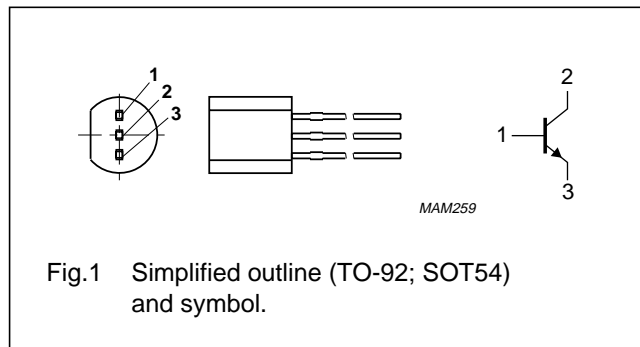 1
2
3
2
1
3
MAM259
Fig.1 Simplified outline (TO-92; SOT54)
and symbol.